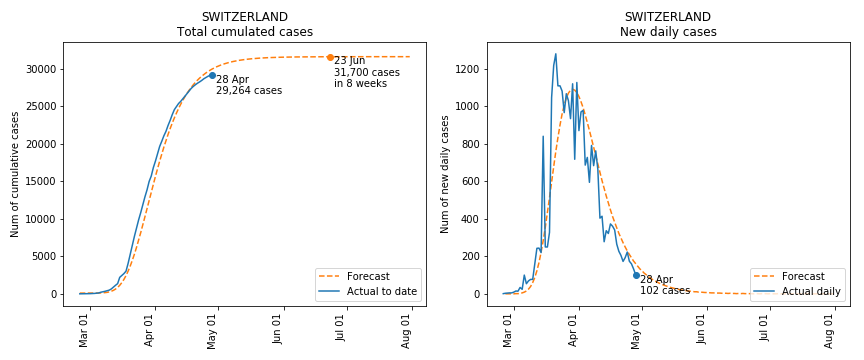 SWITZERLAND
Total cumulated cases
Num of cumulative cases
30000
25000
20000
15000
10000
5000
0
28 Apr
29,264 cases
23 Jun
31,700 cases
in 8 weeks
Forecast
Actual to date
Mar 01
Apr 01
May 01
Jun 01
Jul 01
Aug 01
SWITZERLAND
New daily cases
Num of new daily cases
1200
1000
800
600
400
200
0
28 Apr
102 cases
Forecast
Actual daily
Mar 01
Apr 01
May 01
Jun 01
Jul 01
Aug 01